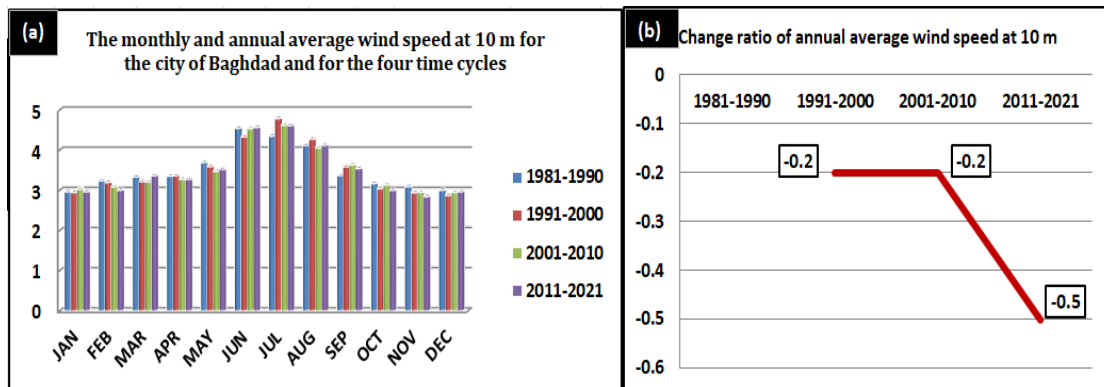 (a)
The monthly and annual average wind speed at 10 m for
the city of Baghdad and for the four time cycles
5
4
3
2
1
0
JAN
FEB
MAR
APR
MAY
JUN
JUL
AUG
SEP
OCT
NOV
DEC
1981-1990
1991-2000
2001-2010
2011-2021
(b)
Change ratio of annual average wind speed at 10 m
0
-0.1
-0.2
-0.3
-0.4
-0.5
-0.6
1981-1990 1991-2000 2001-2010 2011-2021
-0.2
-0.2
-0.5